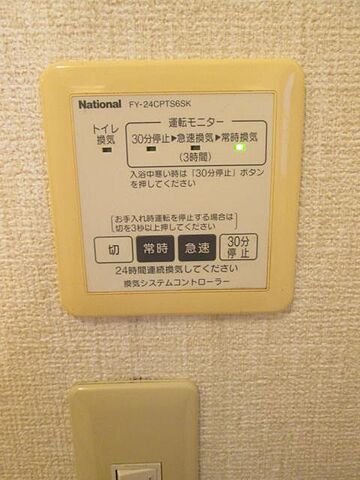 National FY-24CPTS6SK
運転モニター
トイレ
換気
30分停止▶急速換気▶常時換気
(3時間)
入浴中寒い時は「30分停止」ボタン
を押してください
お手入れ時運転を停止する場合は
切を3秒以上押してください
切 常時 急速 30分
停止
24時間連続換気してください
換気システムコントローラー